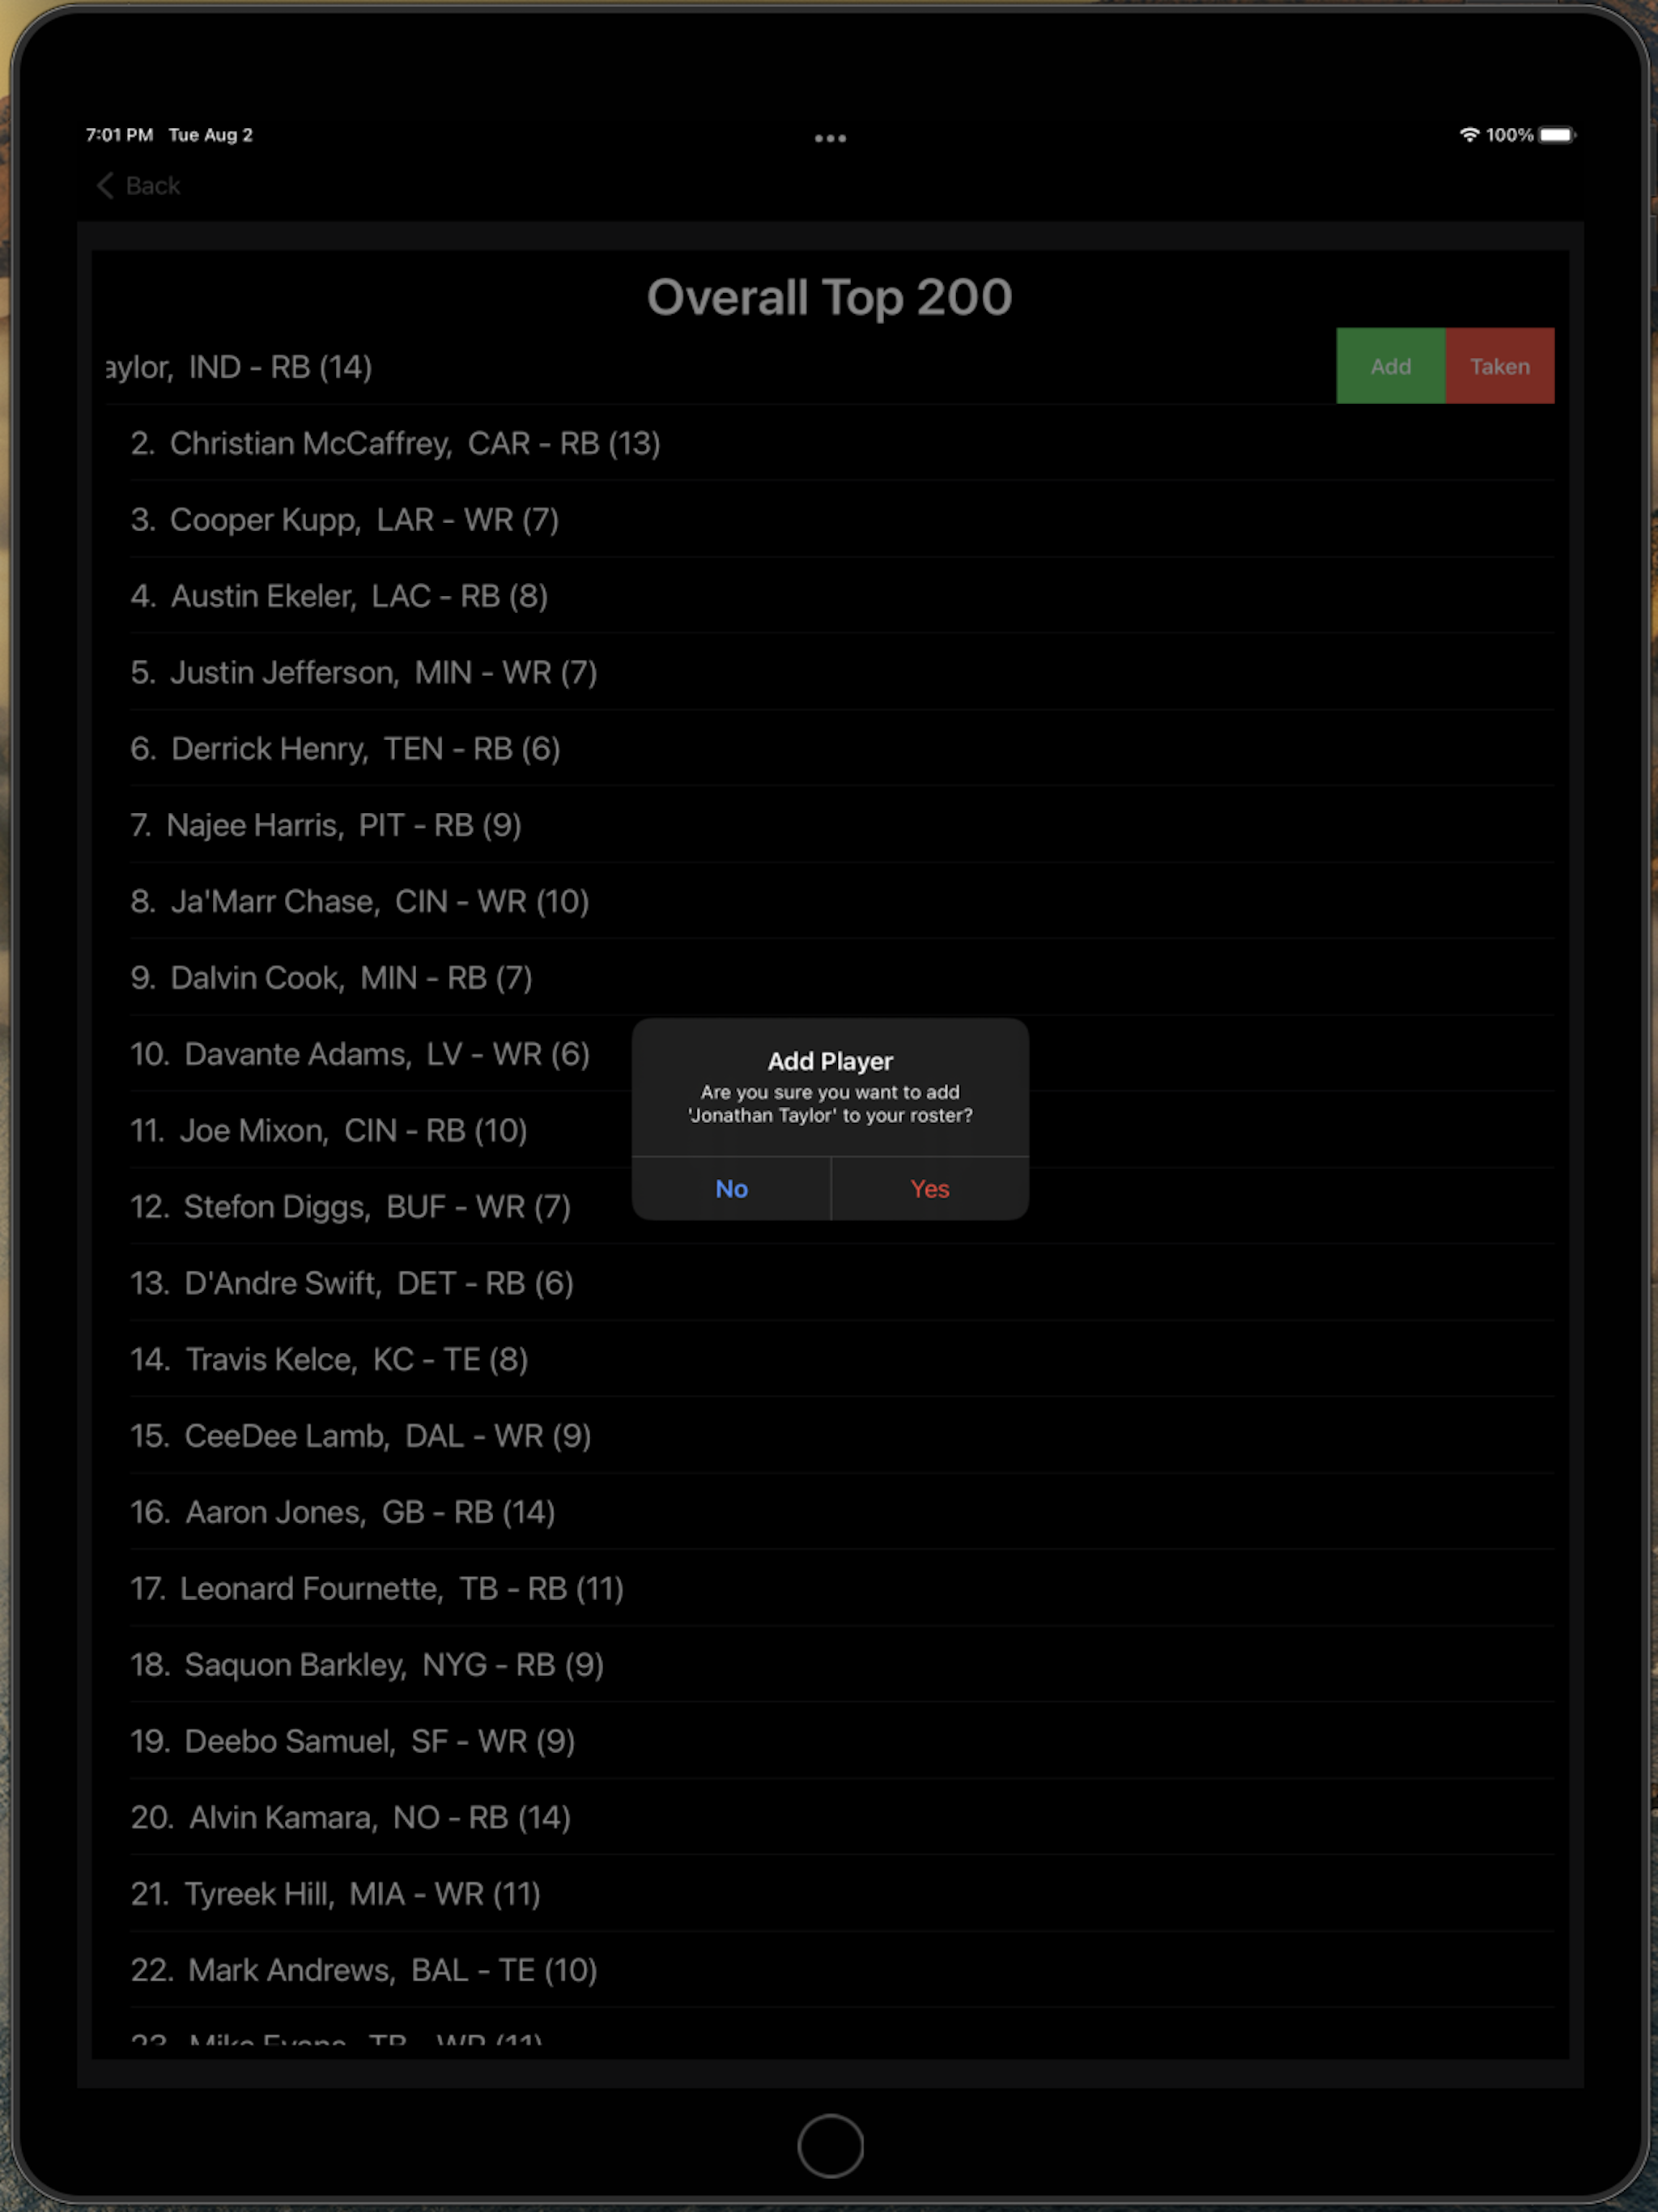 7:01 PM Tue Aug 2
100%
Back
Overall Top 200
aylor, IND - RB (14)
Add
Taken
2. Christian McCaffrey, CAR - RB (13)
3. Cooper Kupp, LAR - WR (7)
4. Austin Ekeler, LAC - RB (8)
5. Justin Jefferson, MIN - WR (7)
6. Derrick Henry, TEN - RB (6)
7. Najee Harris, PIT - RB (9)
8. Ja'Marr Chase, CIN - WR (10)
9. Dalvin Cook, MIN - RB (7)
10. Davante Adams, LV - WR (6)
11. Joe Mixon, CIN - RB (10)
12. Stefon Diggs, BUF - WR (7)
13. D'Andre Swift, DET - RB (6)
14. Travis Kelce, KC - TE (8)
15. CeeDee Lamb, DAL - WR (9)
16. Aaron Jones, GB - RB (14)
17. Leonard Fournette, TB - RB (11)
18. Saquon Barkley, NYG - RB (9)
19. Deebo Samuel, SF - WR (9)
20. Alvin Kamara, NO - RB (14)
21. Tyreek Hill, MIA - WR (11)
22. Mark Andrews, BAL - TE (10)
23. Mike Evans, TB - WR (11)
Add Player
Are you sure you want to add
'Jonathan Taylor' to your roster?
No
Yes